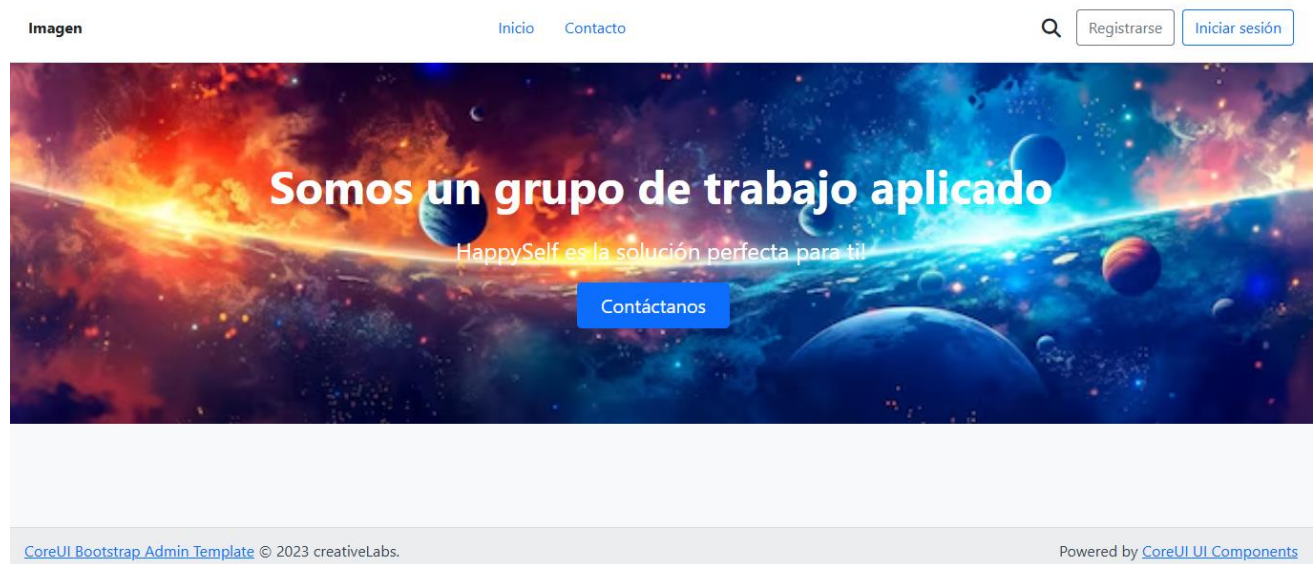 Imagen Inicio Contacto Registrarse Iniciar sesión
Somos un grupo de trabajo aplicado
HappySelf es la solución perfecta para ti!
Contáctanos
CoreUI Bootstrap Admin Template © 2023 creativeLabs. Powered by CoreUI UI Components